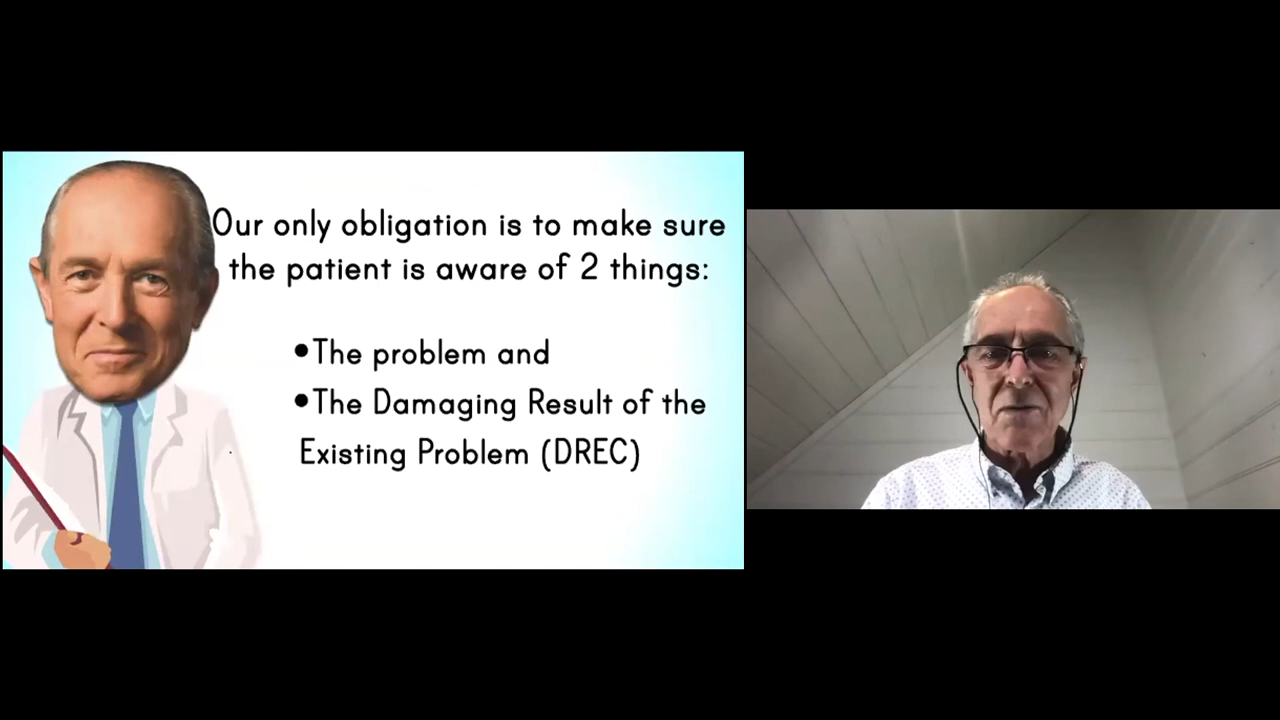 Our only obligation is to make sure
the patient is aware of 2 things:
•The problem and
•The Damaging Result of the
Existing Problem (DREC)